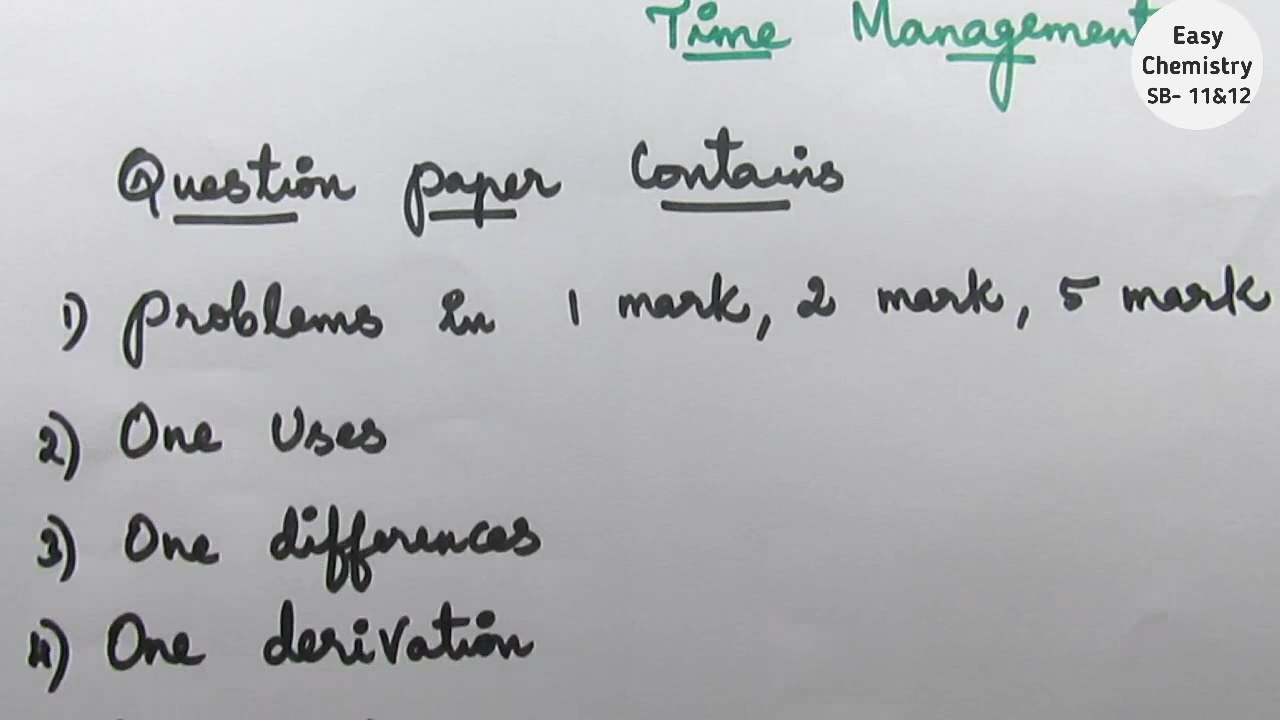 Time Management
Easy
Chemistry
SB- 11&12
Question paper Contains
1) Problems in 1 mark, 2 mark, 5 mark
2) One Uses
3) One differences
4) One derivation